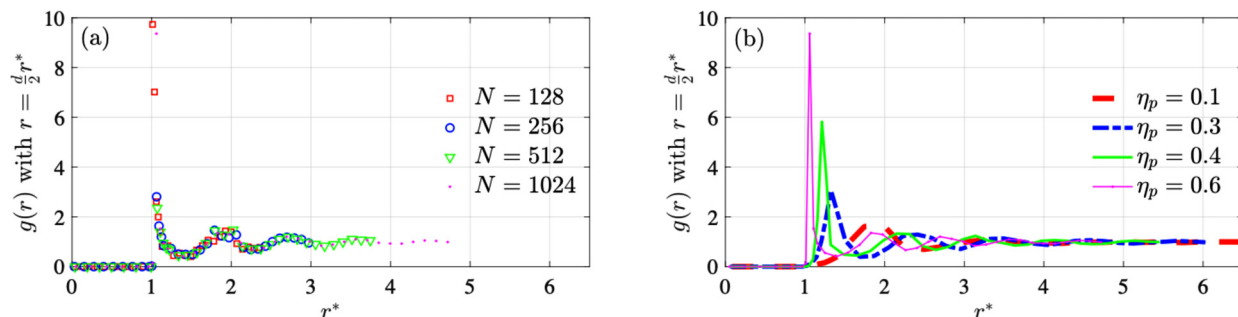 (a)
g(r) with r = \frac{d}{2}r^*
10
8
6
4
2
0
0 1 2 3 4 5 6
r^*
N = 128
N = 256
N = 512
N = 1024
(b)
g(r) with r = \frac{d}{2}r^*
10
8
6
4
2
0
0 1 2 3 4 5 6
r^*
η_p = 0.1
η_p = 0.3
η_p = 0.4
η_p = 0.6